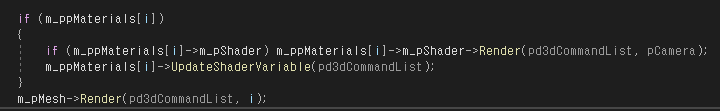 if (m_ppMaterials[i])
{
if (m_ppMaterials[i]->m_pShader) m_ppMaterials[i]->m_pShader->Render(pd3dCommandList, pCamera);
m_ppMaterials[i]->UpdateShaderVariable(pd3dCommandList);
}
m_pMesh->Render(pd3dCommandList, i);